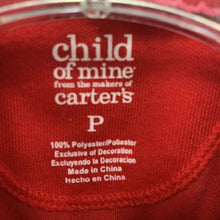 child
of mine
from the makers of
carter's
P
100% Polyester/Poliester
Exclusive of Decoration
Excluyendo la Decoración
Made in China
Hecho en China